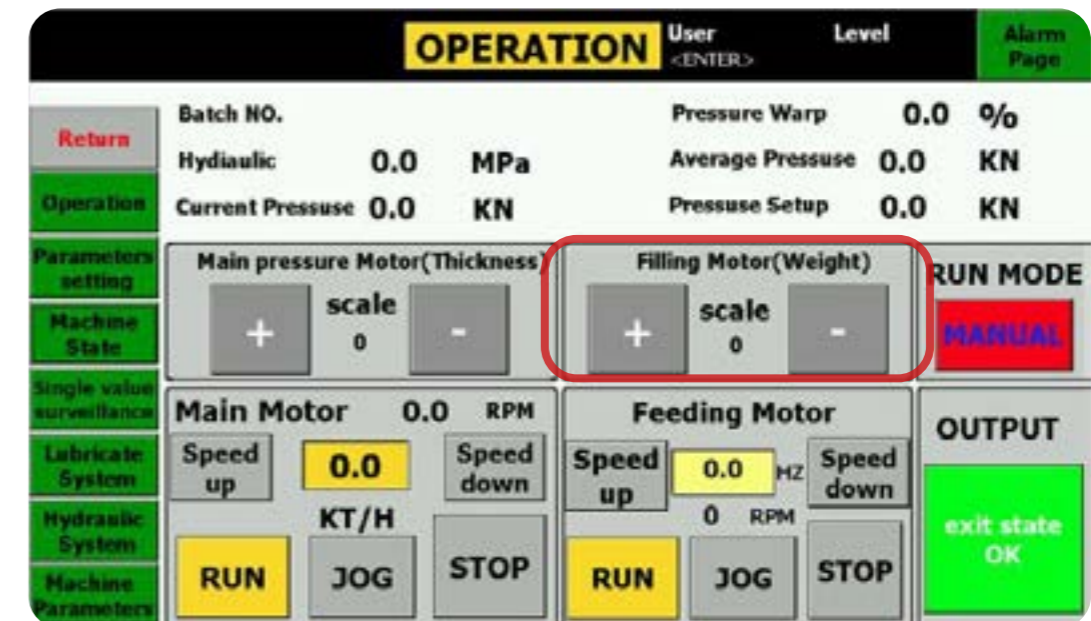 OPERATION
User
<ENTER>
Level
Alarm
Page
Return
Operation
Parameters
setting
Machine
State
Single value
surveillance
Lubricate
System
Hydraulic
System
Machine
Parameters
Batch NO.
Hydiaulic 0.0 MPa
Current Pressuse 0.0 KN
Pressure Warp 0.0 %
Average Pressuse 0.0 KN
Pressuse Setup 0.0 KN
Main pressure Motor(Thickness)
+ scale -
0
Filling Motor(Weight)
+ scale -
0
RUN MODE
MANUAL
Main Motor 0.0 RPM
Speed
up
0.0
Speed
down
KT/H
RUN JOG STOP
Feeding Motor
Speed
up
0.0 HZ
Speed
down
0 RPM
RUN JOG STOP
OUTPUT
exit state
OK